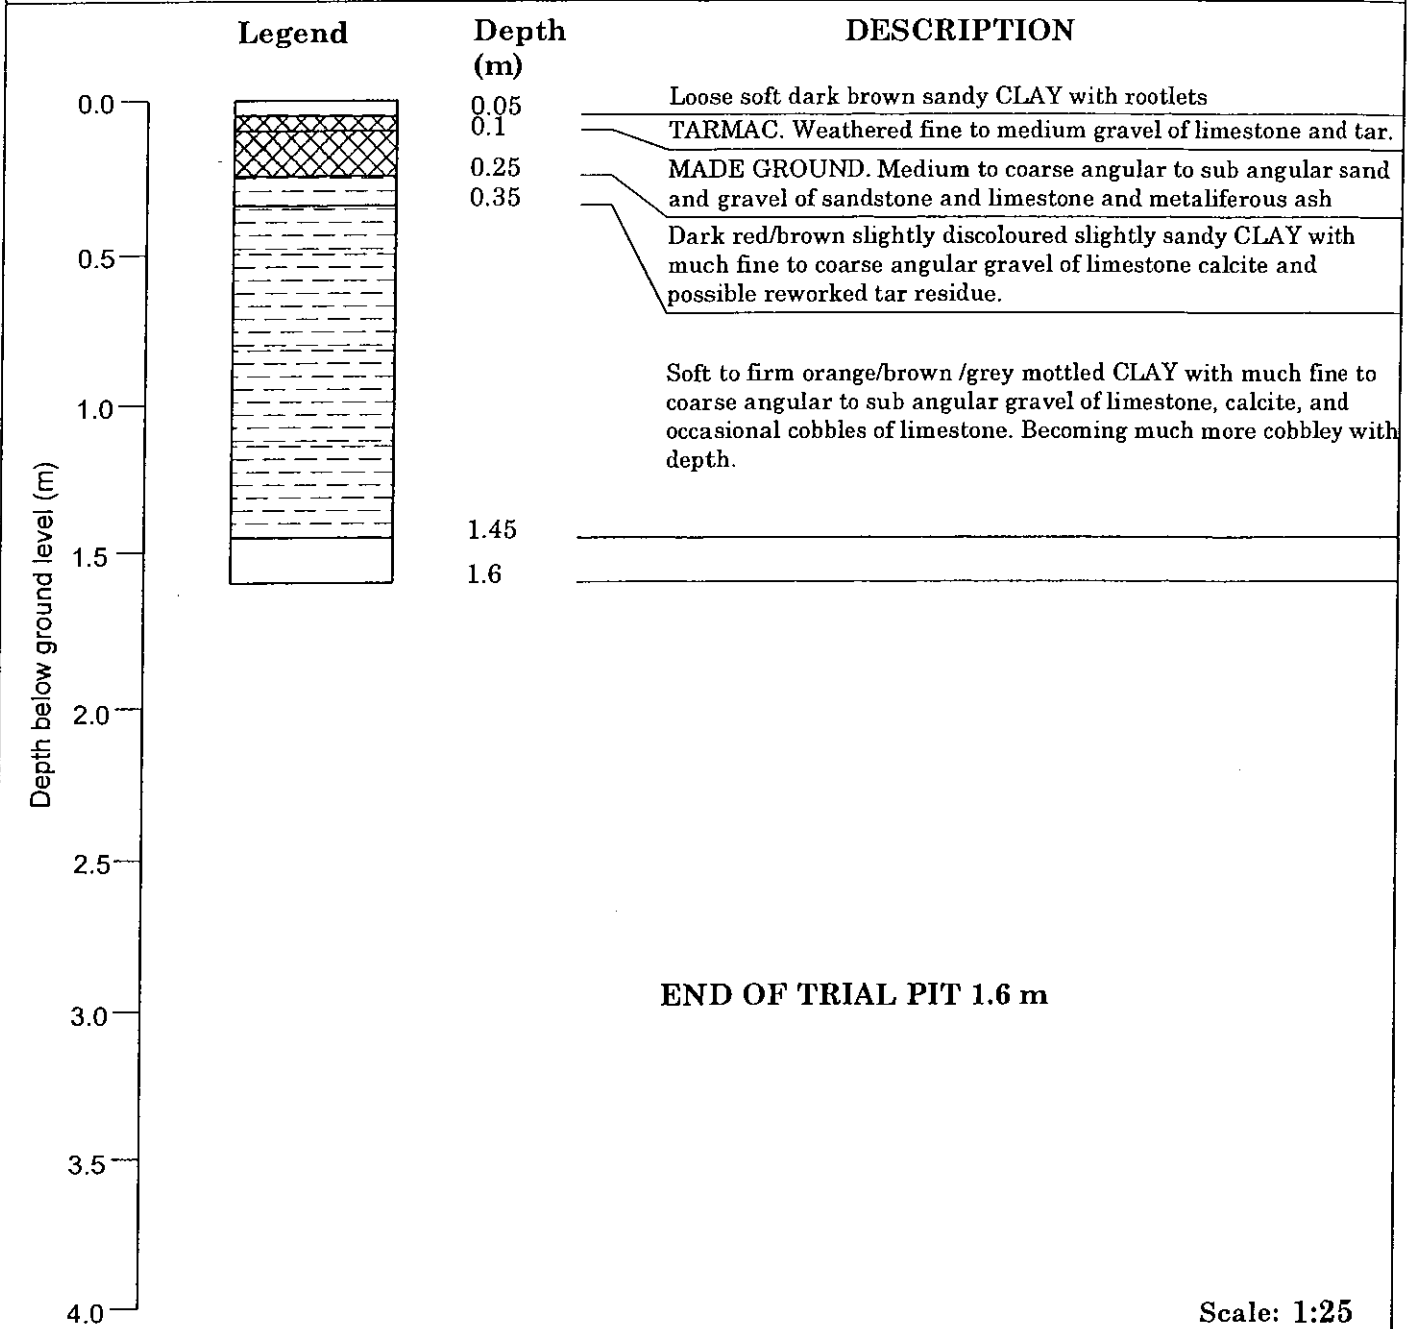 Legend
Depth
(m)
DESCRIPTION
0.0
0.05
Loose soft dark brown sandy CLAY with rootlets
0.1
TARMAC. Weathered fine to medium gravel of limestone and tar.
0.25
MADE GROUND. Medium to coarse angular to sub angular sand
and gravel of sandstone and limestone and metaliferous ash
0.35
Dark red/brown slightly discoloured slightly sandy CLAY with
much fine to coarse angular gravel of limestone calcite and
possible reworked tar residue.
0.5
Soft to firm orange/brown /grey mottled CLAY with much fine to
coarse angular to sub angular gravel of limestone, calcite, and
occasional cobbles of limestone. Becoming much more cobbley with
depth.
1.0
1.45
1.5
1.6
Depth below ground level (m)
2.0
2.5
END OF TRIAL PIT 1.6 m
3.0
3.5
4.0
Scale: 1:25